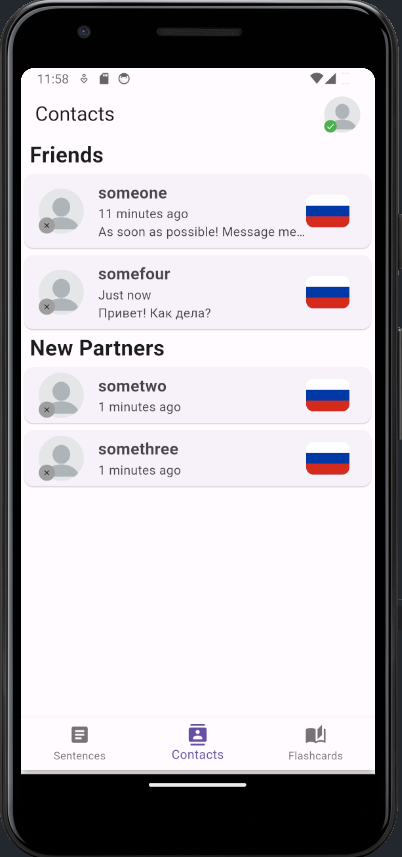 11:58
Contacts
Friends
someone
11 minutes ago
As soon as possible! Message me...
somefour
Just now
Привет! Как дела?
New Partners
sometwo
1 minutes ago
somethree
1 minutes ago
Sentences
Contacts
Flashcards